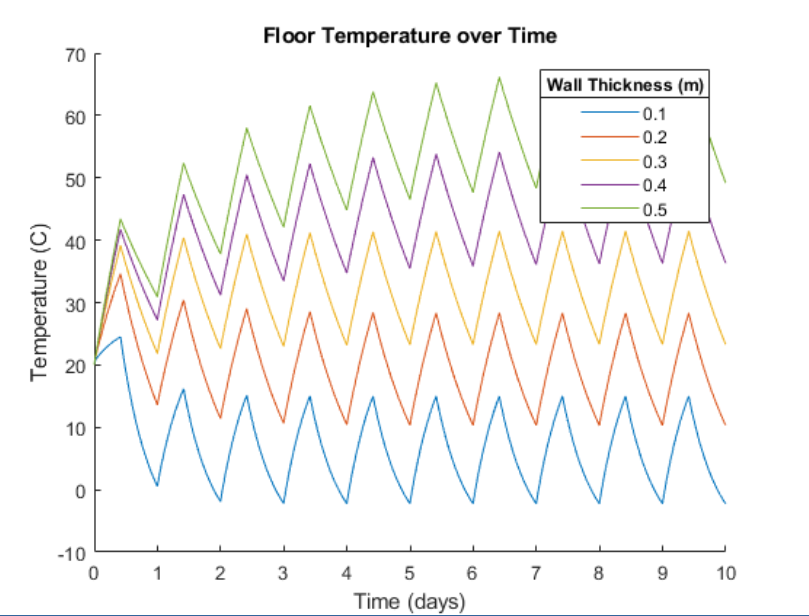 Floor Temperature over Time
Temperature (C)
70
60
50
40
30
20
10
0
-10
Wall Thickness (m)
0.1
0.2
0.3
0.4
0.5
0 1 2 3 4 5 6 7 8 9 10
Time (days)